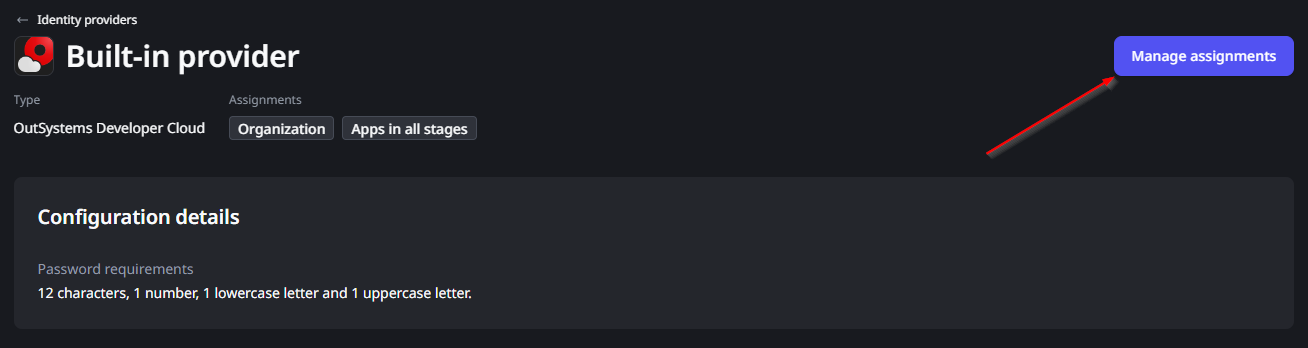 ← Identity providers
Built-in provider
Manage assignments
Type
Assignments
OutSystems Developer Cloud
Organization
Apps in all stages
Configuration details
Password requirements
12 characters, 1 number, 1 lowercase letter and 1 uppercase letter.